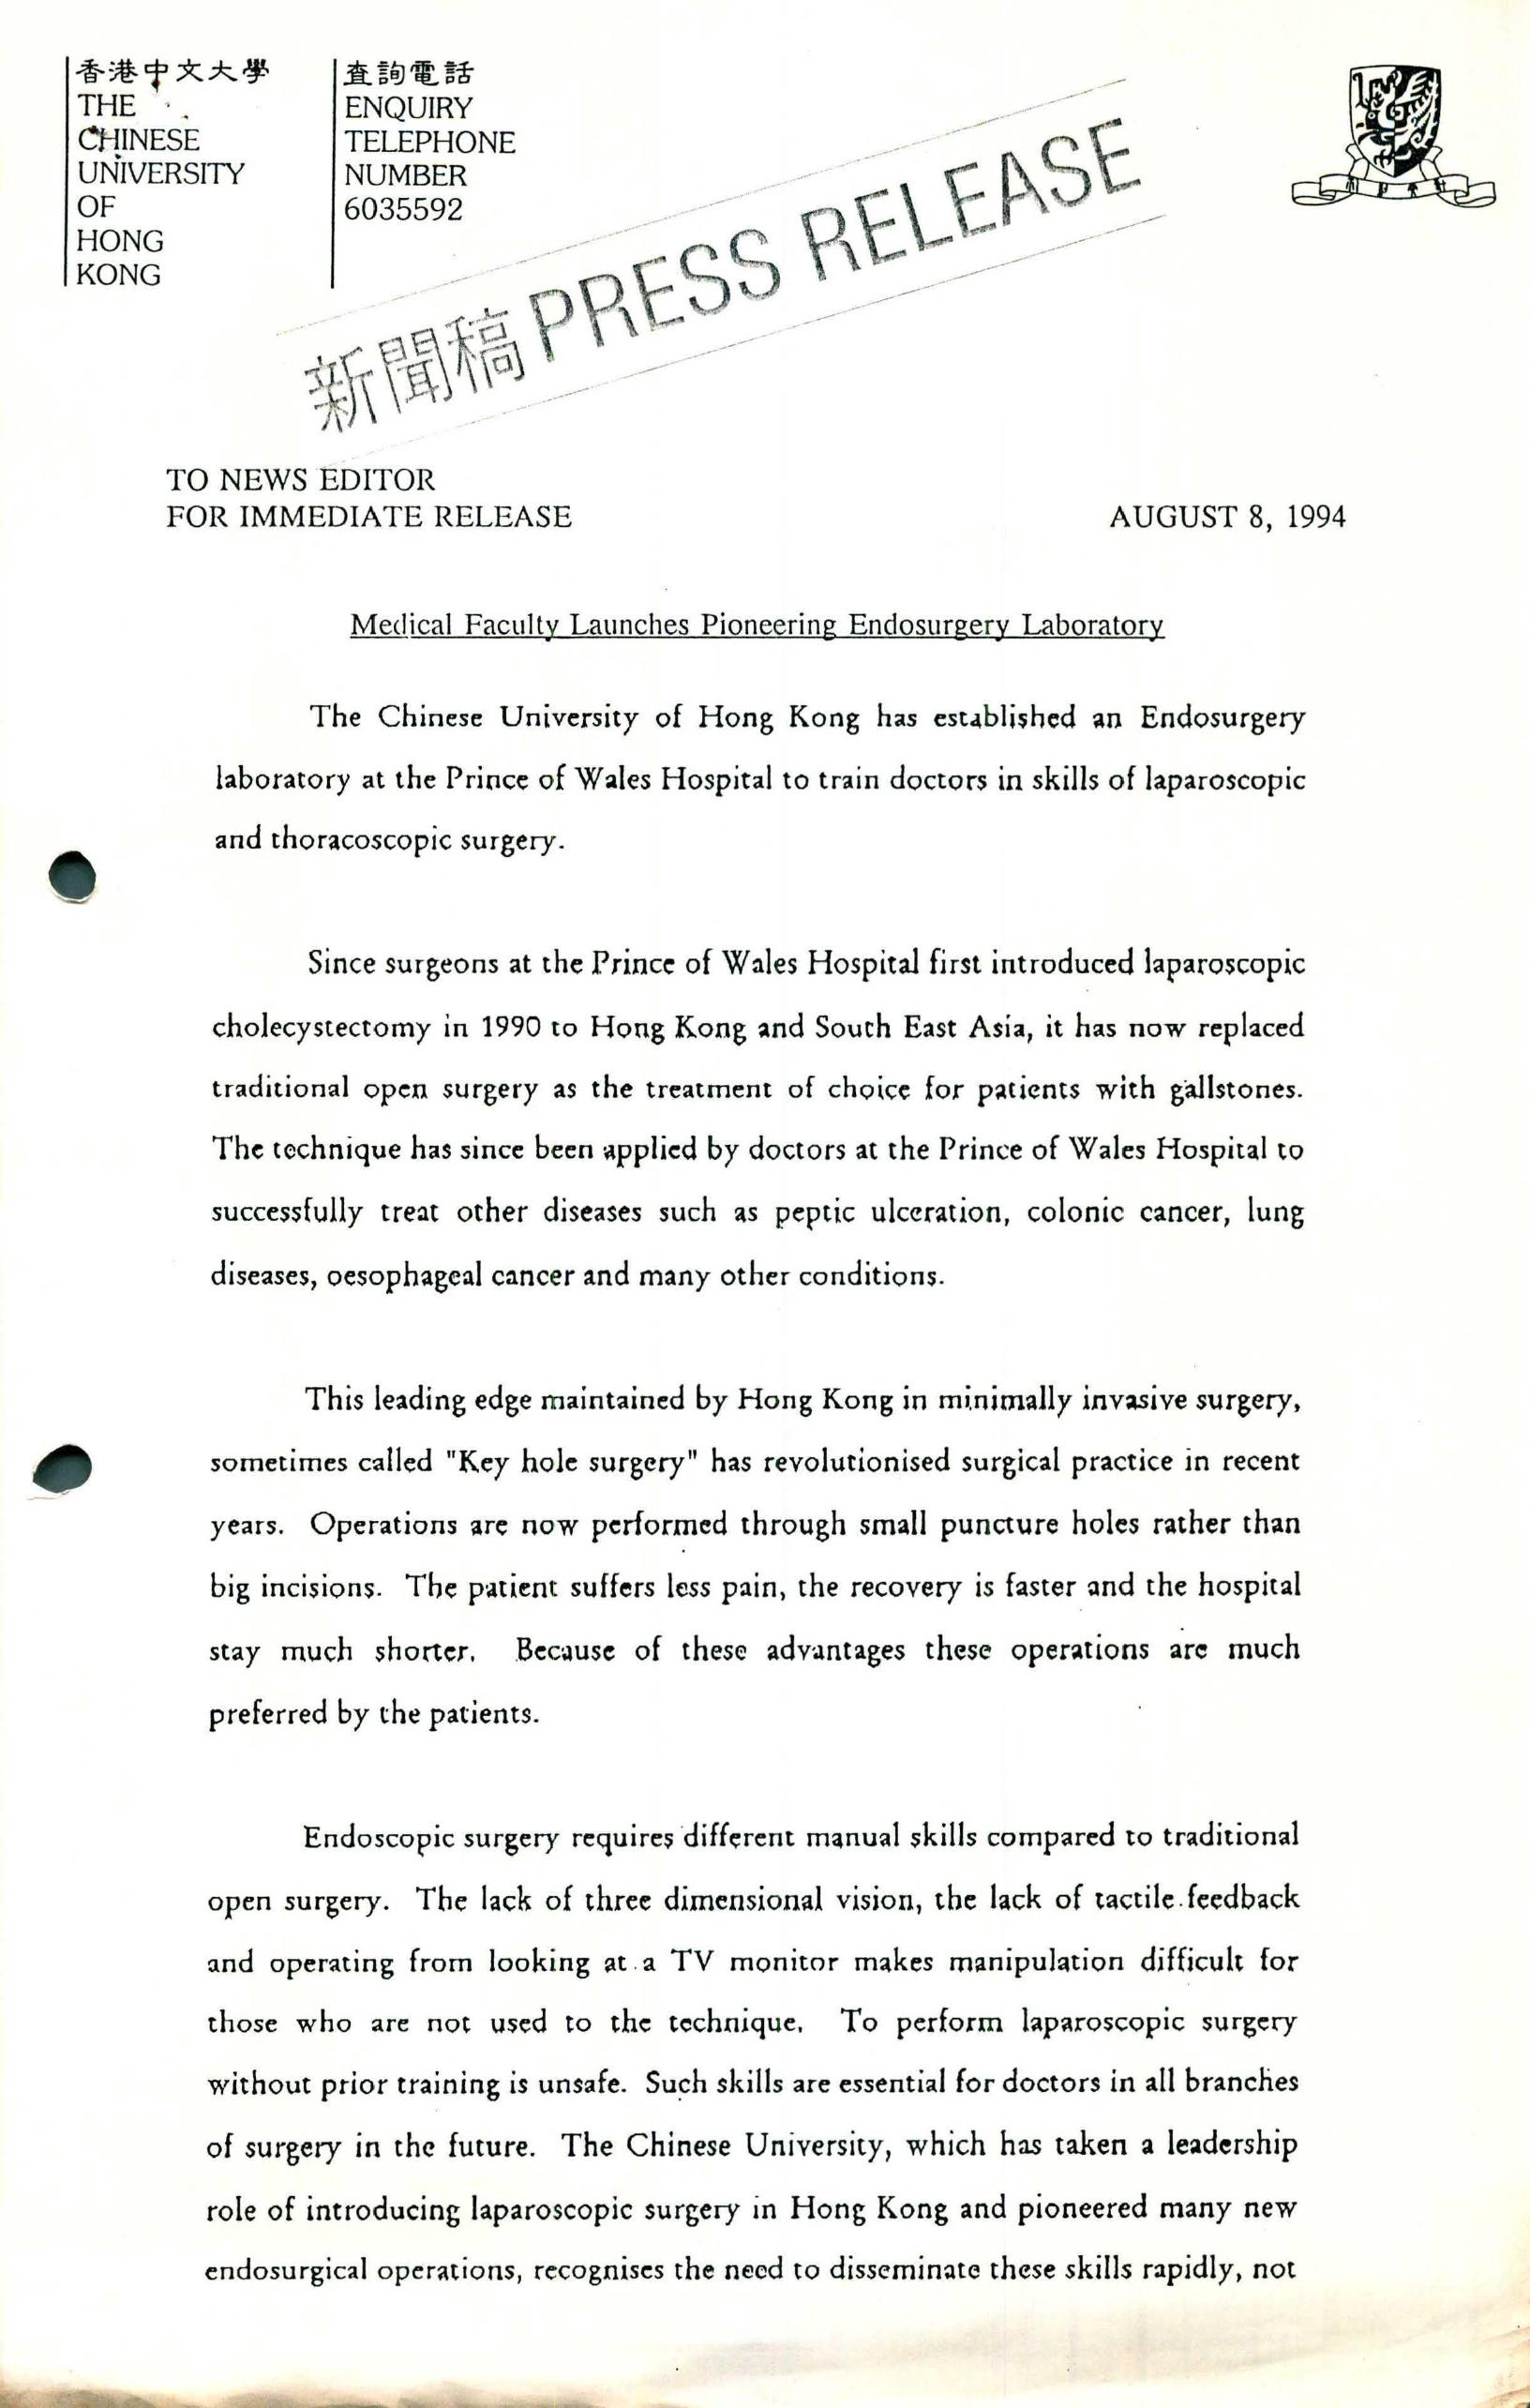 香港中文大學
THE
CHINESE
UNIVERSITY
OF
HONG
KONG
查詢電話
ENQUIRY
TELEPHONE
NUMBER
6035592
新聞稿 PRESS RELEASE
TO NEWS EDITOR
FOR IMMEDIATE RELEASE
AUGUST 8, 1994
Medical Faculty Launches Pioneering Endosurgery Laboratory
The Chinese University of Hong Kong has established an Endosurgery
laboratory at the Prince of Wales Hospital to train doctors in skills of laparoscopic
and thoracoscopic surgery.
Since surgeons at the Prince of Wales Hospital first introduced laparoscopic
cholecystectomy in 1990 to Hong Kong and South East Asia, it has now replaced
traditional open surgery as the treatment of choice for patients with gallstones.
The technique has since been applied by doctors at the Prince of Wales Hospital to
successfully treat other diseases such as peptic ulceration, colonic cancer, lung
diseases, oesophageal cancer and many other conditions.
This leading edge maintained by Hong Kong in minimally invasive surgery,
sometimes called "Key hole surgery" has revolutionised surgical practice in recent
years. Operations are now performed through small puncture holes rather than
big incisions. The patient suffers less pain, the recovery is faster and the hospital
stay much shorter. Because of these advantages these operations are much
preferred by the patients.
Endoscopic surgery requires different manual skills compared to traditional
open surgery. The lack of three dimensional vision, the lack of tactile feedback
and operating from looking at a TV monitor makes manipulation difficult for
those who are not used to the technique. To perform laparoscopic surgery
without prior training is unsafe. Such skills are essential for doctors in all branches
of surgery in the future. The Chinese University, which has taken a leadership
role of introducing laparoscopic surgery in Hong Kong and pioneered many new
endosurgical operations, recognises the need to disseminate these skills rapidly, not